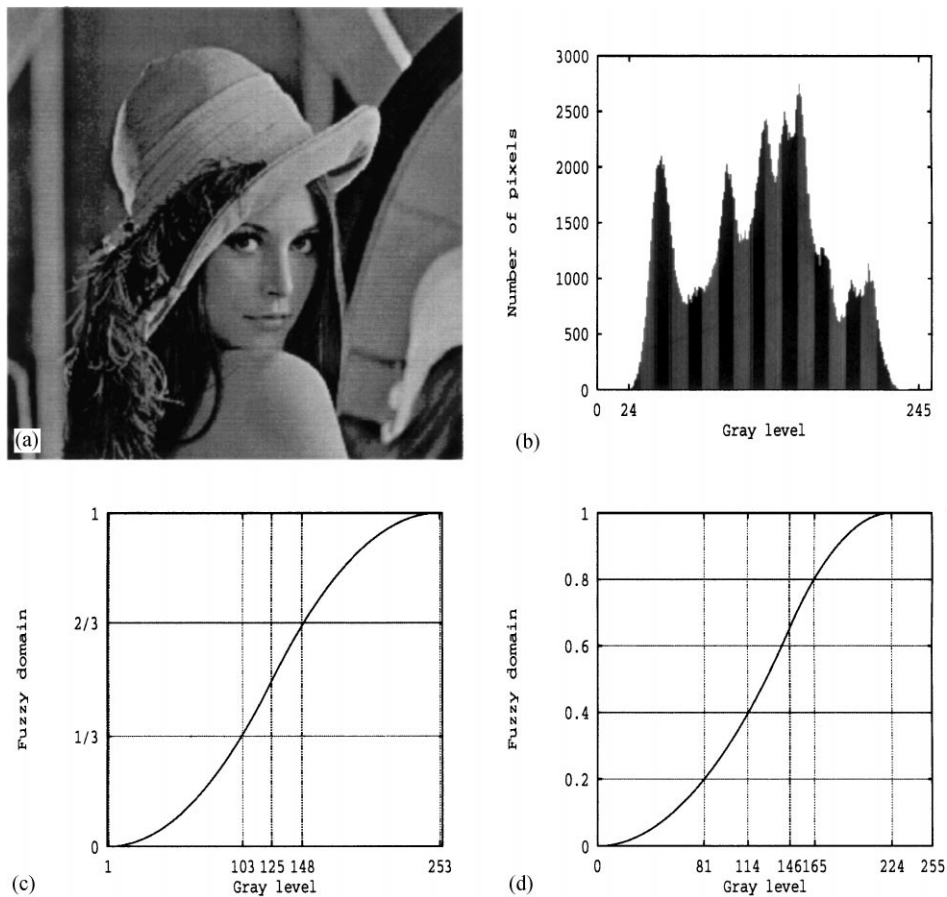 (a)
3000
2500
2000
1500
1000
500
0
Number of pixels
0 24 245
Gray level
(b)
1
2/3
1/3
0
Fuzzy domain
1 103 125 148 253
Gray level
(c)
1
0.8
0.6
0.4
0.2
0
Fuzzy domain
0 81 114 146 165 224 255
Gray level
(d)